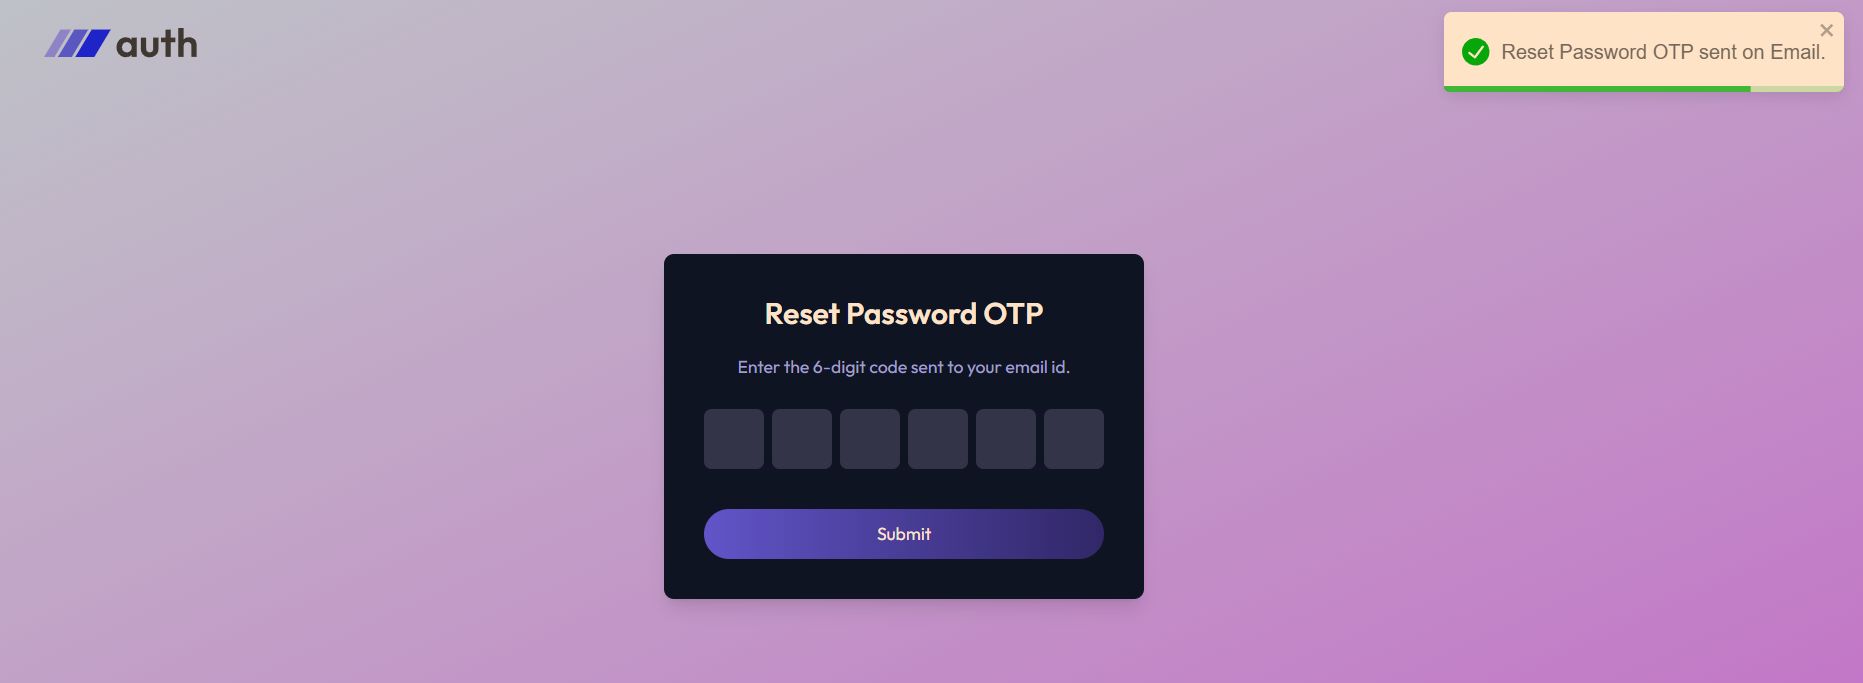 auth
Reset Password OTP sent on Email.
Reset Password OTP
Enter the 6-digit code sent to your email id.
Submit